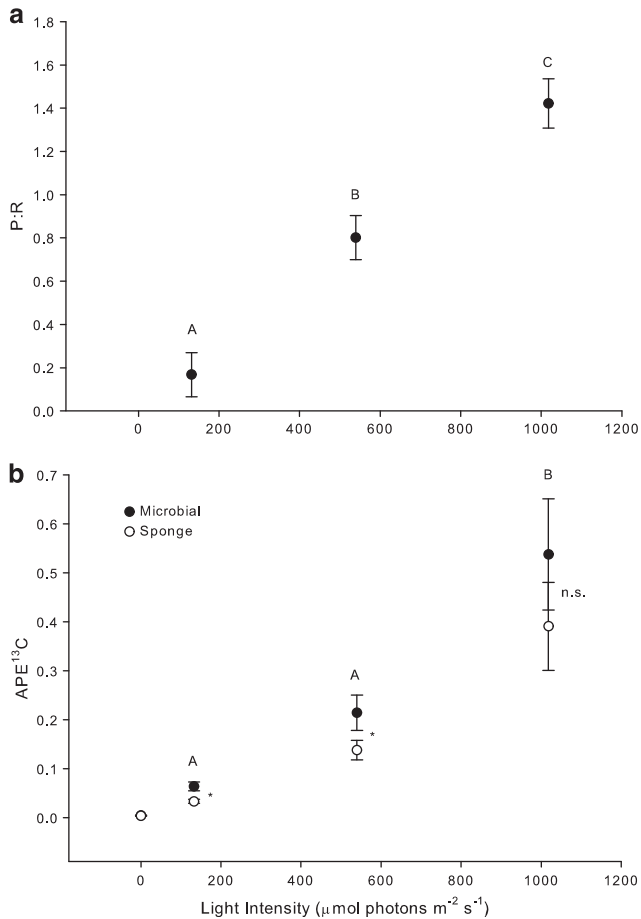 a
1.8
1.6
C
1.4
1.2
1.0
B
P:R
0.8
0.6
0.4
A
0.2
0.0
0 200 400 600 800 1000 1200
b
0.7
B
Microbial
0.6
Sponge
0.5
n.s.
0.4
APE¹³C
0.3
A
0.2
*
A
0.1
*
0.0
0 200 400 600 800 1000 1200
Light Intensity (μmol photons m⁻² s⁻¹)